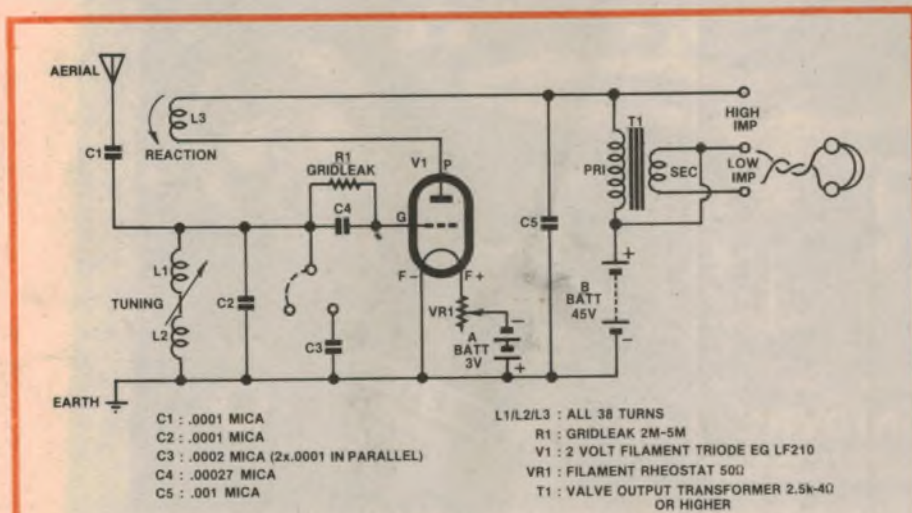 AERIAL
C1
L3
REACTION
R1
GRIDLEAK
C4
V1
P
G
F-
F+
VR1
A
BATT
3V
-
+
L1
TUNING
L2
C2
C3
C5
T1
PRI
SEC
HIGH
IMP
LOW
IMP
+
B
BATT
45V
-
EARTH
C1 : .0001 MICA
C2 : .0001 MICA
C3 : .0002 MICA (2x.0001 IN PARALLEL)
C4 : .00027 MICA
C5 : .001 MICA
L1/L2/L3 : ALL 38 TURNS
R1 : GRIDLEAK 2M-5M
V1 : 2 VOLT FILAMENT TRIODE EG LF210
VR1 : FILAMENT RHEOSTAT 50Ω
T1 : VALVE OUTPUT TRANSFORMER 2.5k-4Ω
OR HIGHER